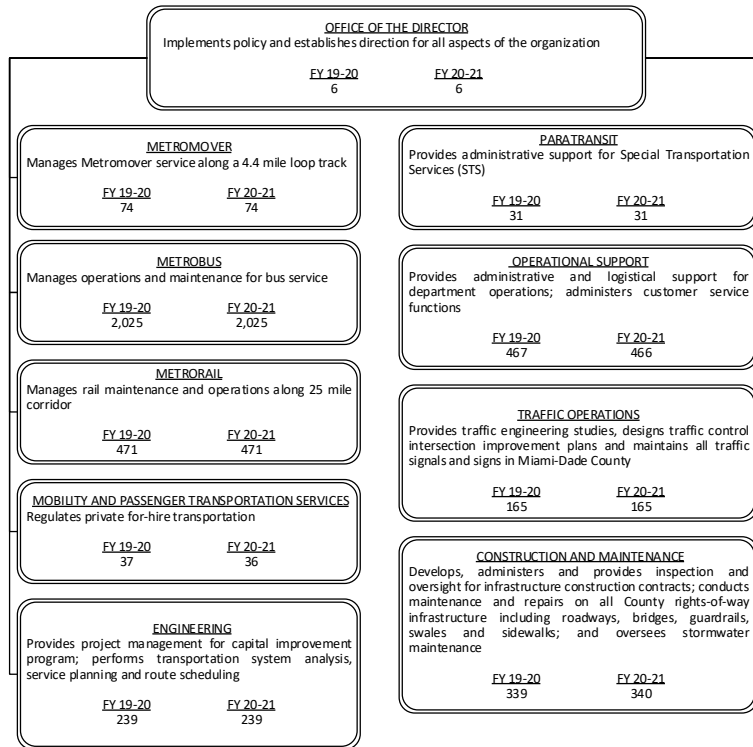 OFFICE OF THE DIRECTOR
Implements policy and establishes direction for all aspects of the organization
FY 19-20 FY 20-21
6 6
METROMOVER
Manages Metromover service along a 4.4 mile loop track
FY 19-20 FY 20-21
74 74
METROBUS
Manages operations and maintenance for bus service
FY 19-20 FY 20-21
2,025 2,025
METRORAIL
Manages rail maintenance and operations along 25 mile
corridor
FY 19-20 FY 20-21
471 471
MOBILITY AND PASSENGER TRANSPORTATION SERVICES
Regulates private for-hire transportation
FY 19-20 FY 20-21
37 36
ENGINEERING
Provides project management for capital improvement
program; performs transportation system analysis,
service planning and route scheduling
FY 19-20 FY 20-21
239 239
PARATRANSIT
Provides administrative support for Special Transportation
Services (STS)
FY 19-20 FY 20-21
31 31
OPERATIONAL SUPPORT
Provides administrative and logistical support for
department operations; administers customer service
functions
FY 19-20 FY 20-21
467 466
TRAFFIC OPERATIONS
Provides traffic engineering studies, designs traffic control
intersection improvement plans and maintains all traffic
signals and signs in Miami-Dade County
FY 19-20 FY 20-21
165 165
CONSTRUCTION AND MAINTENANCE
Develops, administers and provides inspection and
oversight for infrastructure construction contracts; conducts
maintenance and repairs on all County rights-of-way
infrastructure including roadways, bridges, guardrails,
swales and sidewalks; and oversees stormwater
maintenance
FY 19-20 FY 20-21
339 340